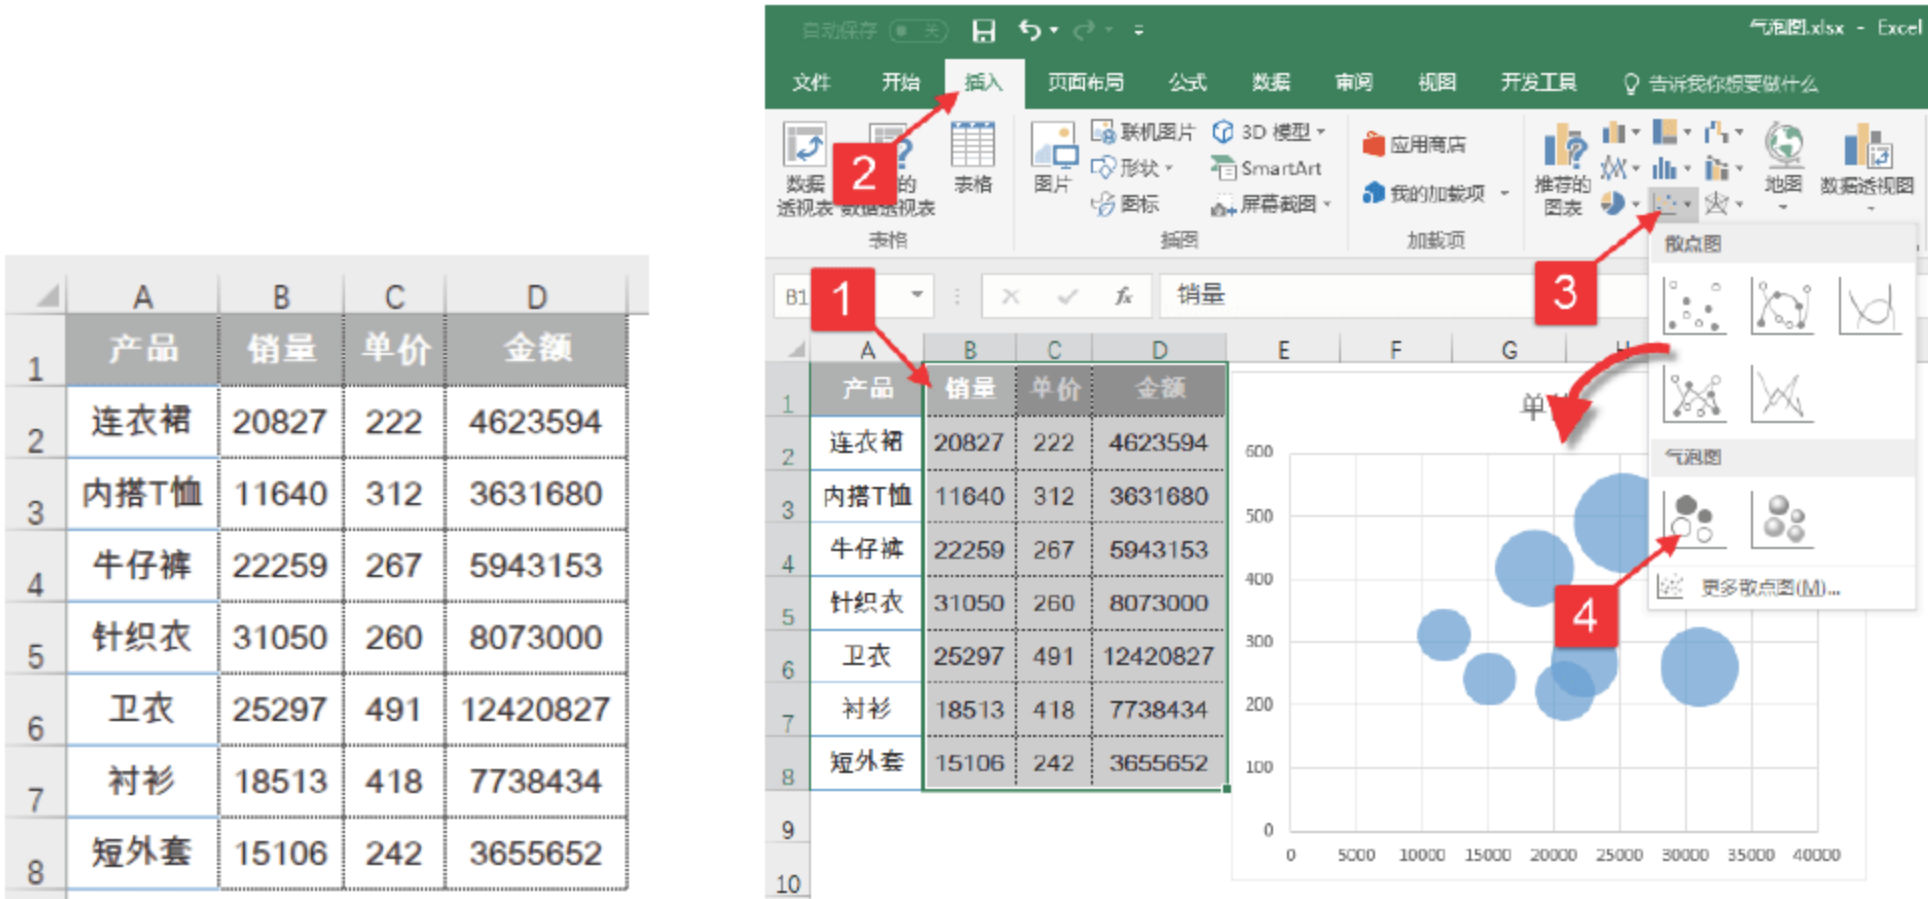 A B C D
1 产品 销量 单价 金额
2 连衣裙 20827 222 4623594
3 内搭T恤 11640 312 3631680
4 牛仔裤 22259 267 5943153
5 针织衣 31050 260 8073000
6 卫衣 25297 491 12420827
7 衬衫 18513 418 7738434
8 短外套 15106 242 3655652
自动保存 关 气泡图.xlsx - Excel
文件 开始 插入 页面布局 公式 数据 审阅 视图 开发工具 告诉我你想要做什么
2
数据
透视表
的
数据透视表
表格
表格
图片
联机图片
形状
图标
3D 模型
SmartArt
屏幕截图
插图
应用商店
我的加载项
加载项
推荐的
图表
地图
数据透视图
3
散点图
气泡图
4
更多散点图(M)...
B1
1
fx 销量
A B C D E F G H
1 产品 销量 单价 金额
2 连衣裙 20827 222 4623594
3 内搭T恤 11640 312 3631680
4 牛仔裤 22259 267 5943153
5 针织衣 31050 260 8073000
6 卫衣 25297 491 12420827
7 衬衫 18513 418 7738434
8 短外套 15106 242 3655652
9
10
单
600
500
400
300
200
100
0
0 5000 10000 15000 20000 25000 30000 35000 40000